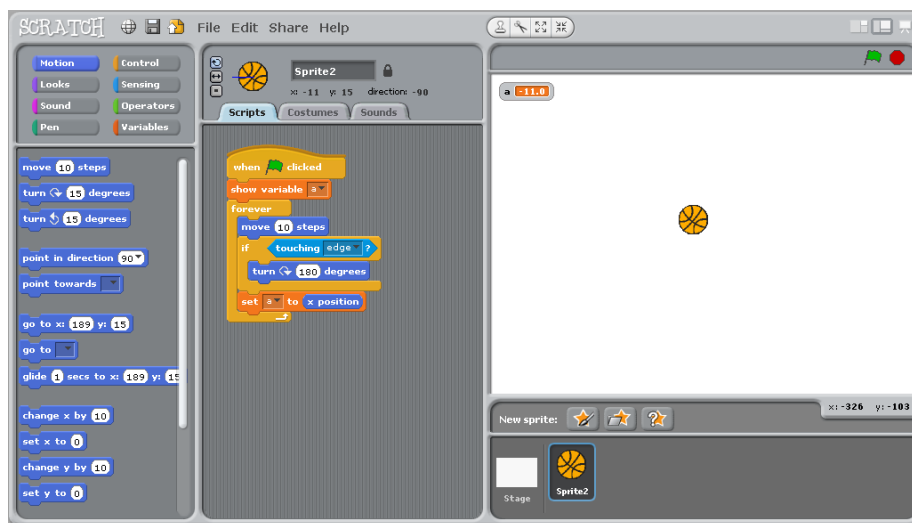 SCRATCH File Edit Share Help
Motion Control
Looks Sensing
Sound Operators
Pen Variables
move 10 steps
turn 15 degrees
turn 15 degrees
point in direction 90
point towards
go to x: 189 y: 15
go to
glide 1 secs to x: 189 y: 15
change x by 10
set x to 0
change y by 10
set y to 0
Sprite2
x: -11 y: 15 direction: -90
Scripts Costumes Sounds
when clicked
show variable a
forever
move 10 steps
if touching edge ?
turn 180 degrees
set a to x position
a -11.0
x: -326 y: -103
New sprite:
Stage
Sprite2